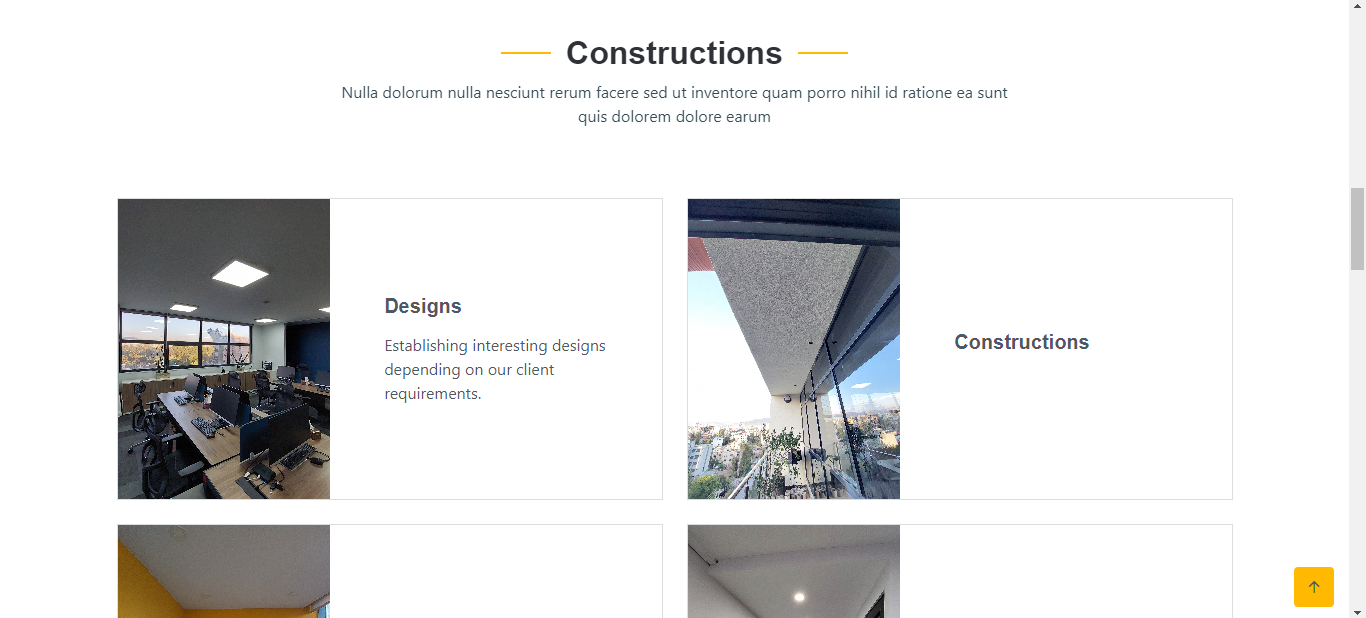 Constructions
Nulla dolorum nulla nesciunt rerum facere sed ut inventore quam porro nihil id ratione ea sunt
quis dolorem dolore earum
Designs
Establishing interesting designs
depending on our client
requirements.
Constructions